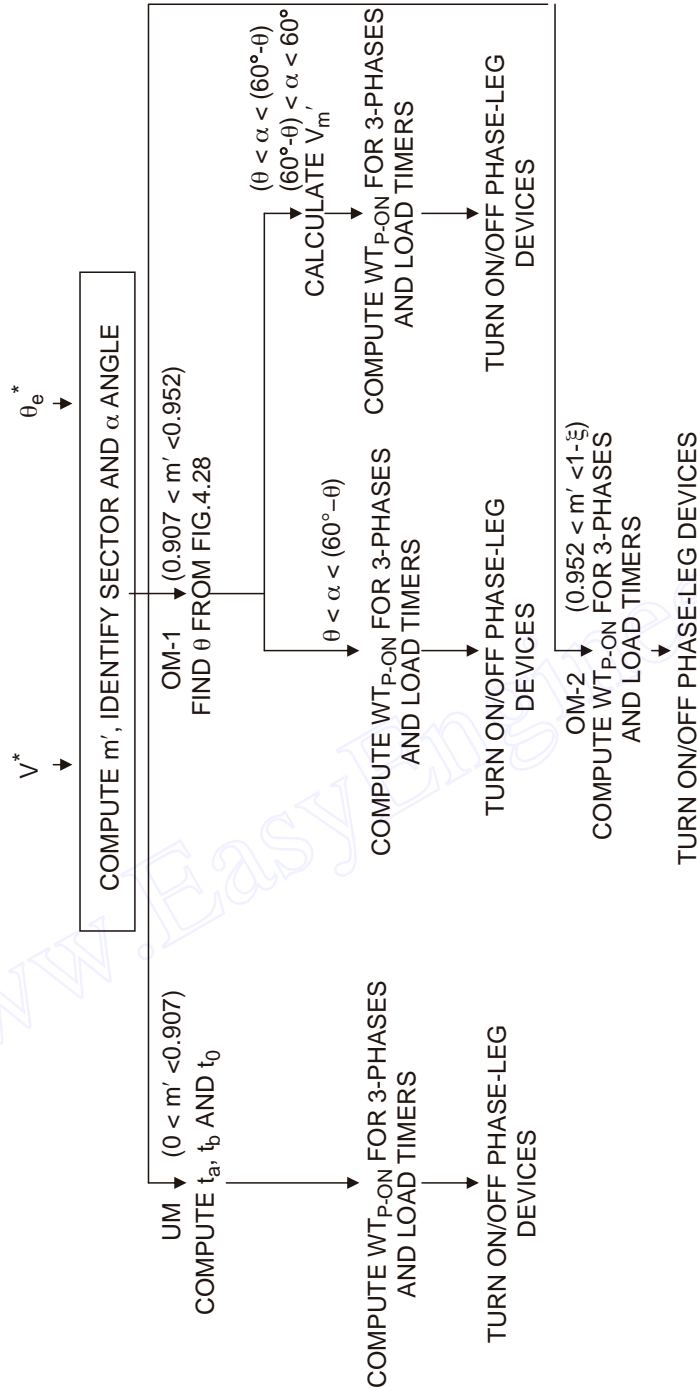 V*
θe*
COMPUTE m′, IDENTIFY SECTOR AND α ANGLE
UM (0 < m′ <0.907)
COMPUTE ta, tb AND t0
COMPUTE WTP-ON FOR 3-PHASES
AND LOAD TIMERS
TURN ON/OFF PHASE-LEG
DEVICES
OM-1 (0.907 < m′ <0.952)
FIND θ FROM FIG.4.28
θ < α < (60°–θ)
COMPUTE WTP-ON FOR 3-PHASES
AND LOAD TIMERS
TURN ON/OFF PHASE-LEG
DEVICES
(θ < α < (60°-θ)
(60°-θ) < α < 60°
CALCULATE Vm′
COMPUTE WTP-ON FOR 3-PHASES
AND LOAD TIMERS
TURN ON/OFF PHASE-LEG
DEVICES
OM-2 (0.952 < m′ <1-ξ)
COMPUTE WTP-ON FOR 3-PHASES
AND LOAD TIMERS
TURN ON/OFF PHASE-LEG DEVICES